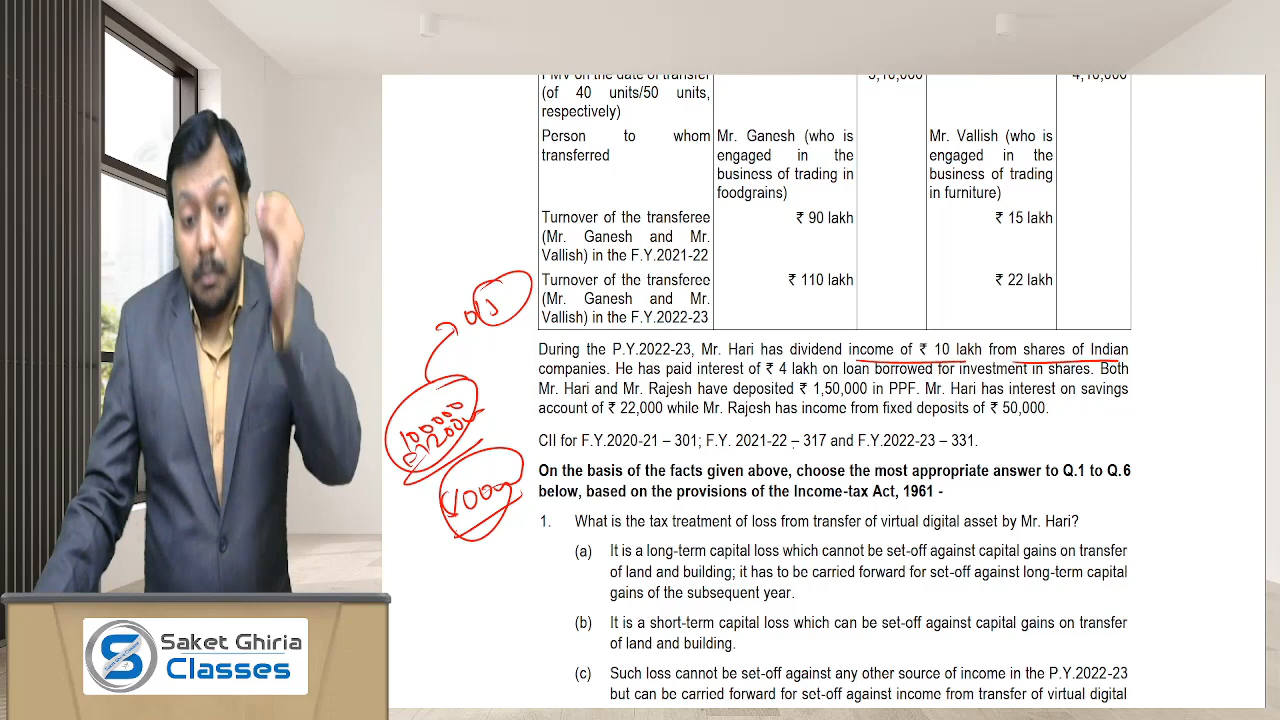 FMV on the date of transfer 5,10,000 4,10,000
(of 40 units/50 units,
respectively)
Person to whom Mr. Ganesh (who is Mr. Vallish (who is
transferred engaged in the engaged in the
business of trading in business of trading
foodgrains) in furniture)
Turnover of the transferee ₹ 90 lakh ₹ 15 lakh
(Mr. Ganesh and Mr.
Vallish) in the F.Y.2021-22
Turnover of the transferee ₹ 110 lakh ₹ 22 lakh
(Mr. Ganesh and Mr.
Vallish) in the F.Y.2022-23
During the P.Y.2022-23, Mr. Hari has dividend income of ₹ 10 lakh from shares of Indian
companies. He has paid interest of ₹ 4 lakh on loan borrowed for investment in shares. Both
Mr. Hari and Mr. Rajesh have deposited ₹ 1,50,000 in PPF. Mr. Hari has interest on savings
account of ₹ 22,000 while Mr. Rajesh has income from fixed deposits of ₹ 50,000.
CII for F.Y.2020-21 – 301; F.Y. 2021-22 – 317 and F.Y.2022-23 – 331.
On the basis of the facts given above, choose the most appropriate answer to Q.1 to Q.6
below, based on the provisions of the Income-tax Act, 1961 -
1. What is the tax treatment of loss from transfer of virtual digital asset by Mr. Hari?
(a) It is a long-term capital loss which cannot be set-off against capital gains on transfer
of land and building; it has to be carried forward for set-off against long-term capital
gains of the subsequent year.
(b) It is a short-term capital loss which can be set-off against capital gains on transfer
of land and building.
(c) Such loss cannot be set-off against any other source of income in the P.Y.2022-23
but can be carried forward for set-off against income from transfer of virtual digital
100000
Saket Ghiria
Classes